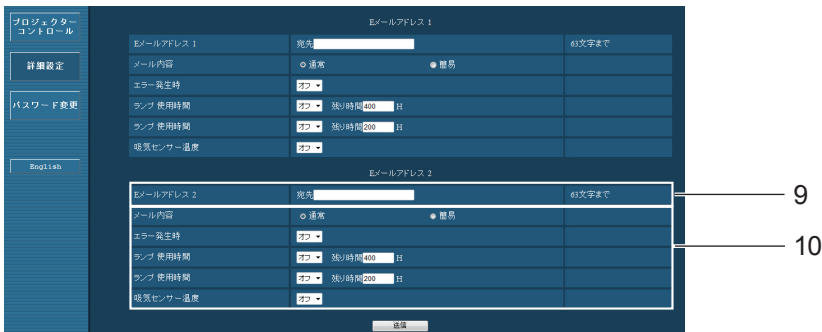 プロジェクター
コントロール
詳細設定
パスワード変更
English
Eメールアドレス 1
Eメールアドレス 1 宛先 63文字まで
メール内容 通常 簡易
エラー発生時 オフ
ランプ 使用時間 オフ 残り時間 400 H
ランプ 使用時間 オフ 残り時間 200 H
吸気センサー温度 オフ
Eメールアドレス 2
Eメールアドレス 2 宛先 63文字まで 9
メール内容 通常 簡易
エラー発生時 オフ 10
ランプ 使用時間 オフ 残り時間 400 H
ランプ 使用時間 オフ 残り時間 200 H
吸気センサー温度 オフ
送信